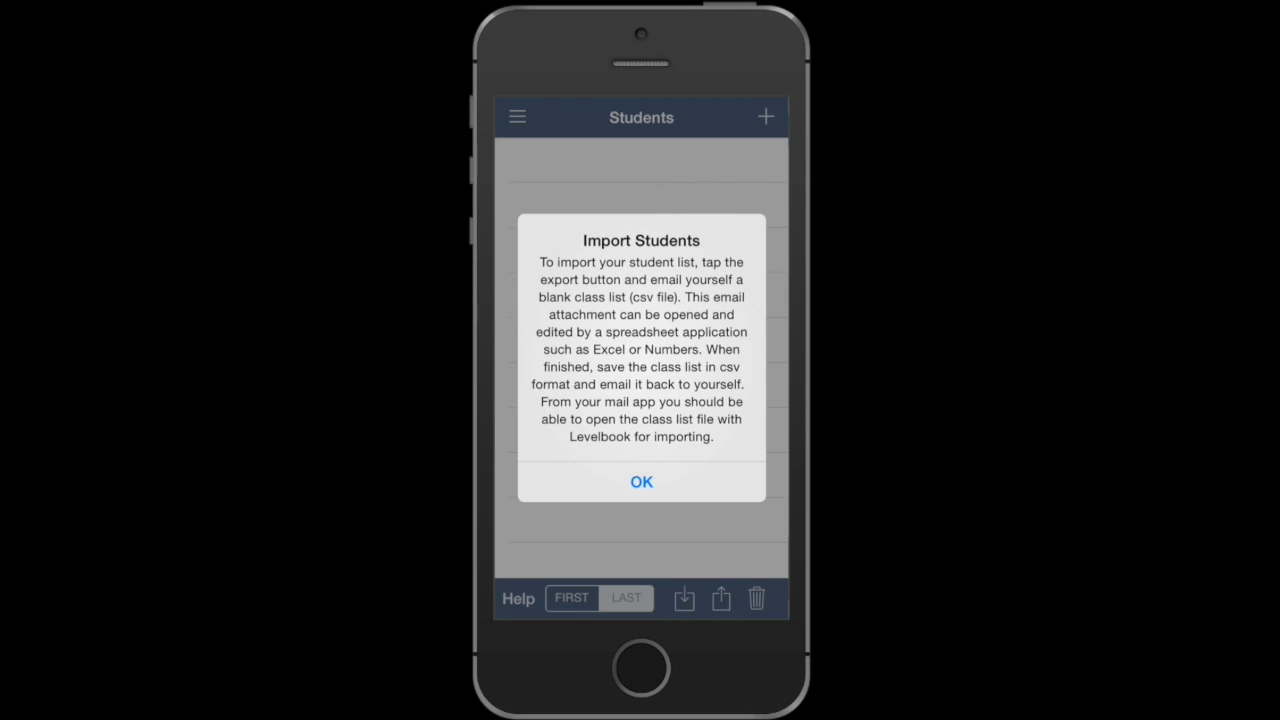 Students
Import Students
To import your student list, tap the
export button and email yourself a
blank class list (csv file). This email
attachment can be opened and
edited by a spreadsheet application
such as Excel or Numbers. When
finished, save the class list in csv
format and email it back to yourself.
From your mail app you should be
able to open the class list file with
Levelbook for importing.
OK
Help FIRST LAST